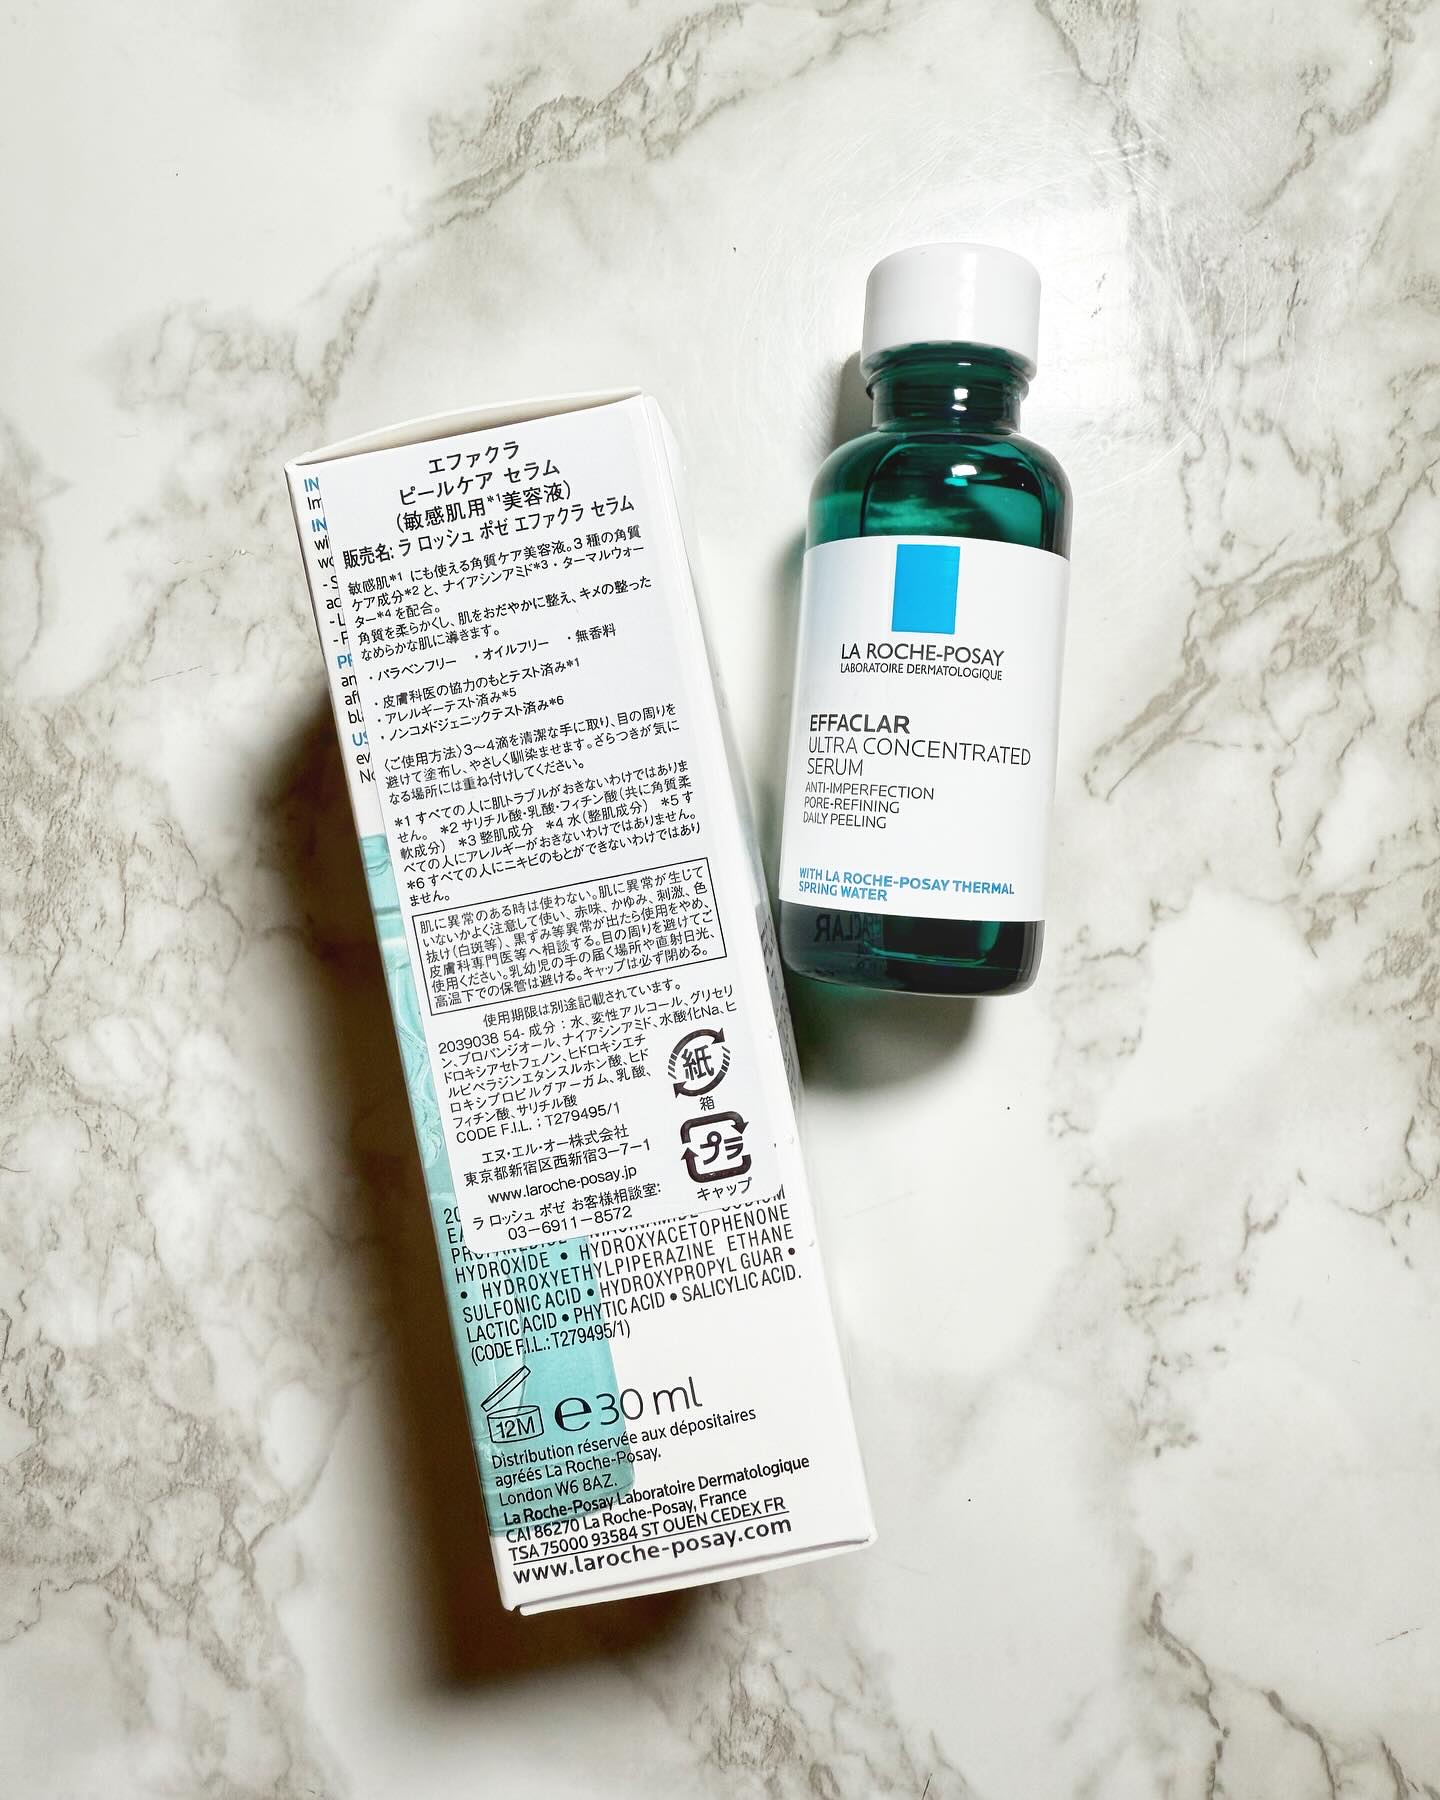 エファクラ
ピールケア セラム
(敏感肌用*1美容液)
販売名: ラ ロッシュ ポゼ エファクラ セラム
敏感肌*1 にも使える角質ケア美容液。3 種の角質
ケア成分*2 と、ナイアシンアミド*3・ターマルウォー
ター*4 を配合。
角質を柔らかくし、肌をおだやかに整え、キメの整った
なめらかな肌に導きます。
・パラベンフリー ・オイルフリー ・無香料
・皮膚科医の協力のもとテスト済み*1
・アレルギーテスト済み*5
・ノンコメドジェニックテスト済み*6
〈ご使用方法〉3〜4滴を清潔な手に取り、目の周りを
避けて塗布し、やさしく馴染ませます。ざらつきが気に
なる場所には重ね付けしてください。
*1 すべての人に肌トラブルがおきないわけではありま
せん。 *2 サリチル酸・乳酸・フィチン酸(共に角質柔
軟成分) *3 整肌成分 *4 水(整肌成分) *5 す
べての人にアレルギーがおきないわけではありません。
*6 すべての人にニキビのもとができないわけではあり
ません。
肌に異常のある時は使わない。肌に異常が生じて
いないかよく注意して使い、赤味、かゆみ、刺激、色
抜け(白斑等)、黒ずみ等異常が出たら使用をやめ、
皮膚科専門医等へ相談する。目の周りを避けてご
使用ください。乳幼児の手の届く場所や直射日光、
高温下での保管は避ける。キャップは必ず閉める。
使用期限は別途記載されています。
2039038 54- 成分:水、変性アルコール、グリセリ
ン、プロパンジオール、ナイアシンアミド、水酸化Na、ヒ
ドロキシアセトフェノン、ヒドロキシエチ
ルピペラジンエタンスルホン酸、ヒド
ロキシプロピルグアーガム、乳酸、
フィチン酸、サリチル酸
CODE F.I.L. : T279495/1
紙
箱
プラ
キャップ
エヌ・エル・オー株式会社
東京都新宿区西新宿3-7-1
www.laroche-posay.jp
ラ ロッシュ ポゼ お客様相談室:
03-6911-8572
HYDROXIDE • HYDROXYACETOPHENONE
• HYDROXYETHYLPIPERAZINE ETHANE
SULFONIC ACID • HYDROXYPROPYL GUAR •
LACTIC ACID • PHYTIC ACID • SALICYLIC ACID.
(CODE F.I.L.: T279495/1)
12M e 30 ml
Distribution réservée aux dépositaires
agréés La Roche-Posay.
London W6 8AZ.
La Roche-Posay Laboratoire Dermatologique
CAI 86270 La Roche-Posay, France
TSA 75000 93584 ST OUEN CEDEX FR
www.laroche-posay.com
LA ROCHE-POSAY
LABORATOIRE DERMATOLOGIQUE
EFFACLAR
ULTRA CONCENTRATED
SERUM
ANTI-IMPERFECTION
PORE-REFINING
DAILY PEELING
WITH LA ROCHE-POSAY THERMAL
SPRING WATER